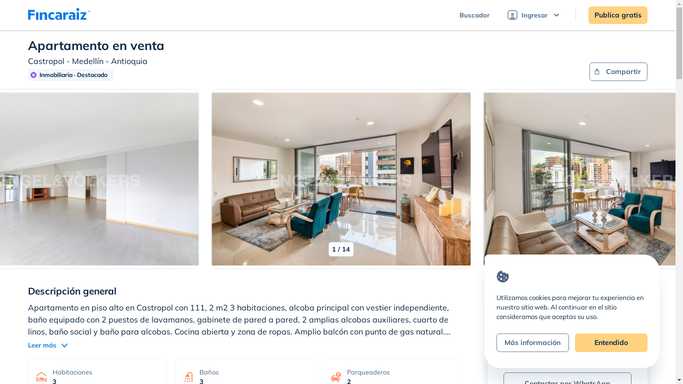 Fincaraiz
Buscador
Ingresar
Publica gratis
Apartamento en venta
Castropol - Medellín - Antioquia
Inmobiliaria · Destacado
Compartir
GEL&VÖLKERS
1 / 14
Descripción general
Apartamento en piso alto en Castropol con 111, 2 m2 3 habitaciones, alcoba principal con vestier independiente,
baño equipado con 2 puestos de lavamanos, gabinete de pared a pared, 2 amplias alcobas auxiliares, cuarto de
linos, baño social y baño para alcobas. Cocina abierta y zona de ropas. Amplio balcón con punto de gas natural....
Leer más
Habitaciones
3
Baños
3
Parqueaderos
2
Utilizamos cookies para mejorar tu experiencia en
nuestro sitio web. Al continuar en el sitio
consideramos que aceptas su uso.
Más información
Entendido
Contactar por WhatsApp